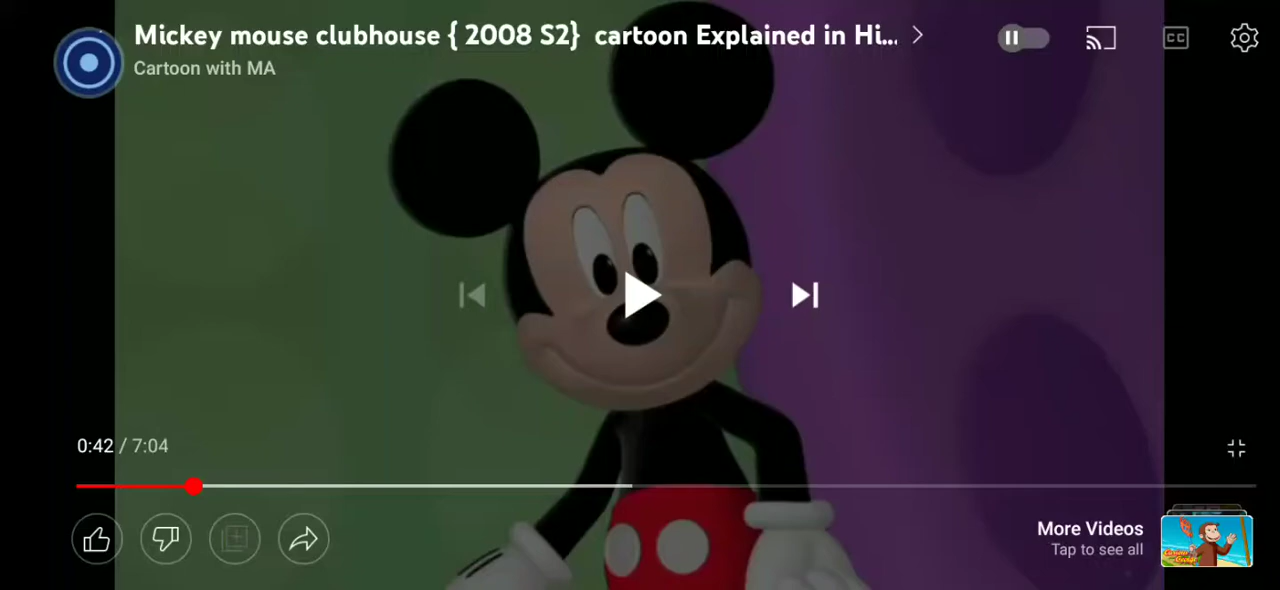 Mickey mouse clubhouse { 2008 S2} cartoon Explained in Hi...
Cartoon with MA
CC
0:42 / 7:04
More Videos
Tap to see all